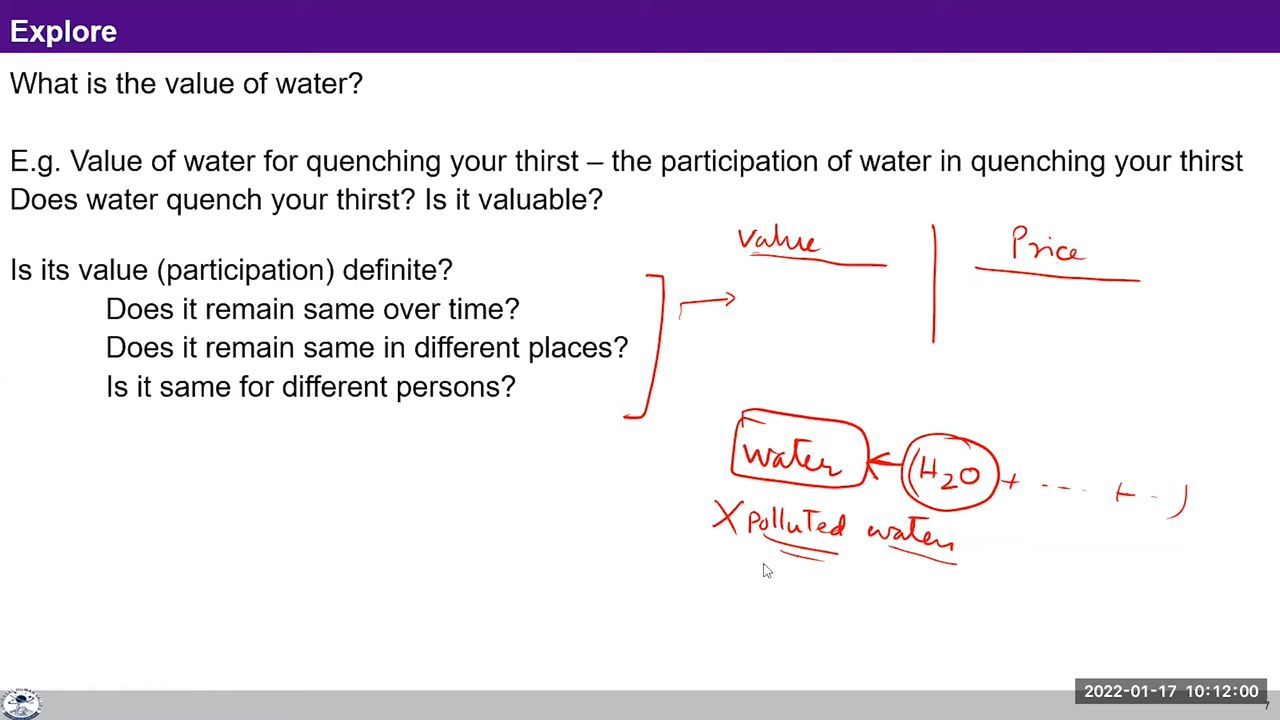 Explore
What is the value of water?
E.g. Value of water for quenching your thirst – the participation of water in quenching your thirst
Does water quench your thirst? Is it valuable?
value Price
Is its value (participation) definite?
Does it remain same over time?
Does it remain same in different places?
Is it same for different persons?
water (H2O + ---- + - )
X polluted water
2022-01-17 10:12:00
7